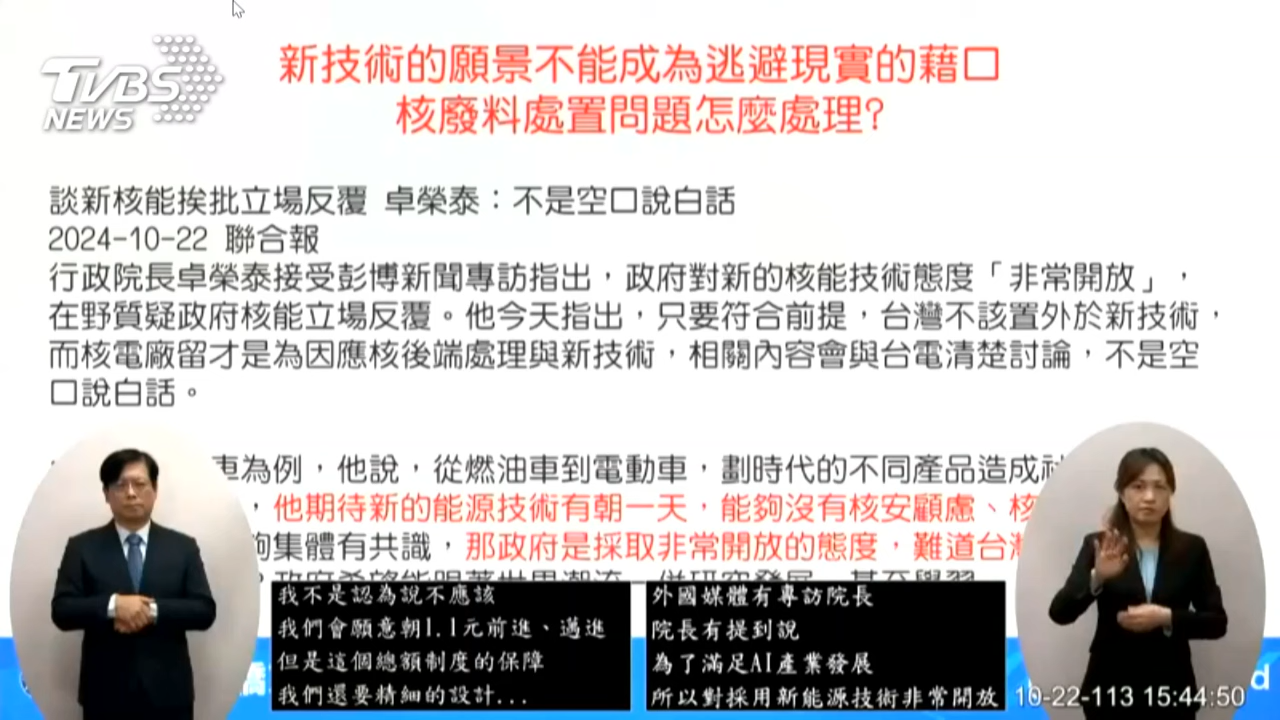 TVBS
NEWS
新技術的願景不能成為逃避現實的藉口
核廢料處置問題怎麼處理?
談新核能挨批立場反覆 卓榮泰：不是空口說白話
2024-10-22 聯合報
行政院長卓榮泰接受彭博新聞專訪指出，政府對新的核能技術態度「非常開放」，
在野質疑政府核能立場反覆。他今天指出，只要符合前提，台灣不該置外於新技術，
而核電廠留才是為因應核後端處理與新技術，相關內容會與台電清楚討論，不是空
口說白話。
車為例，他說，從燃油車到電動車，劃時代的不同產品造成
，他期待新的能源技術有朝一天，能夠沒有核安顧慮、核
夠集體有共識，那政府是採取非常開放的態度，難道台灣
政府希望能跟著世界潮流
我不是認為說不應該
我們會願意朝1.1元前進、邁進
但是這個總額制度的保障
我們還要精細的設計...
外國媒體有專訪院長
院長有提到說
為了滿足AI產業發展
所以對採用新能源技術非常開放
d
10-22-113 15:44:50